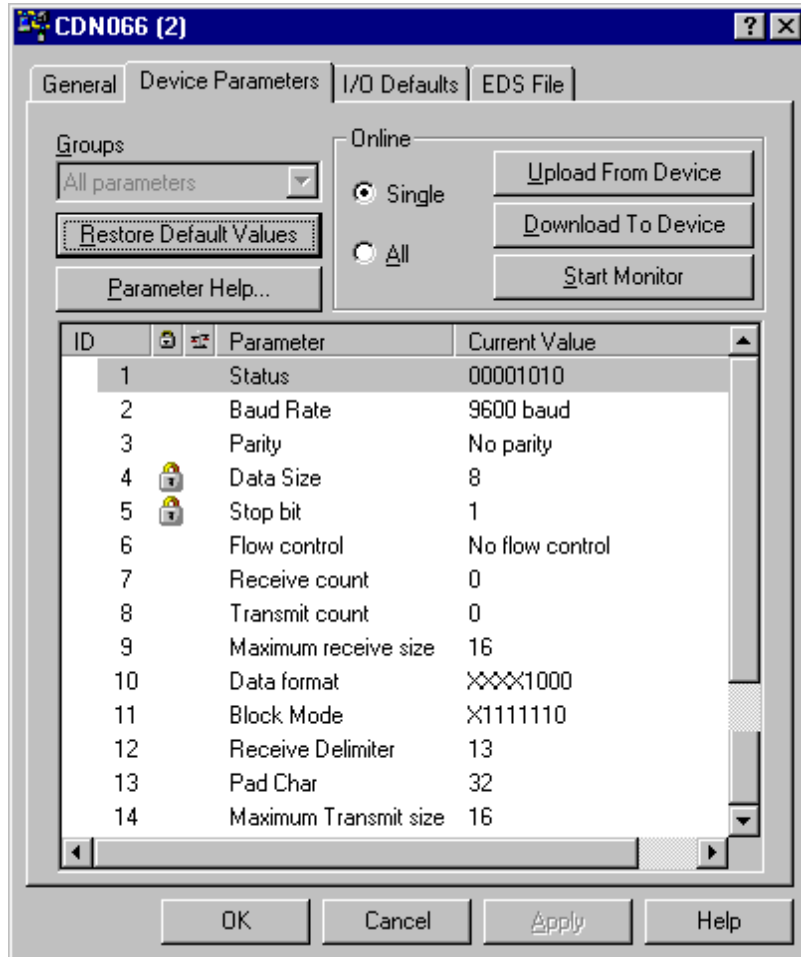 CDN066 (2)
General Device Parameters I/O Defaults EDS File
Groups
All parameters
Restore Default Values
Parameter Help...
Online
Single
All
Upload From Device
Download To Device
Start Monitor
ID Parameter Current Value
1 Status 00001010
2 Baud Rate 9600 baud
3 Parity No parity
4 Data Size 8
5 Stop bit 1
6 Flow control No flow control
7 Receive count 0
8 Transmit count 0
9 Maximum receive size 16
10 Data format XXXX1000
11 Block Mode X1111110
12 Receive Delimiter 13
13 Pad Char 32
14 Maximum Transmit size 16
OK Cancel Apply Help